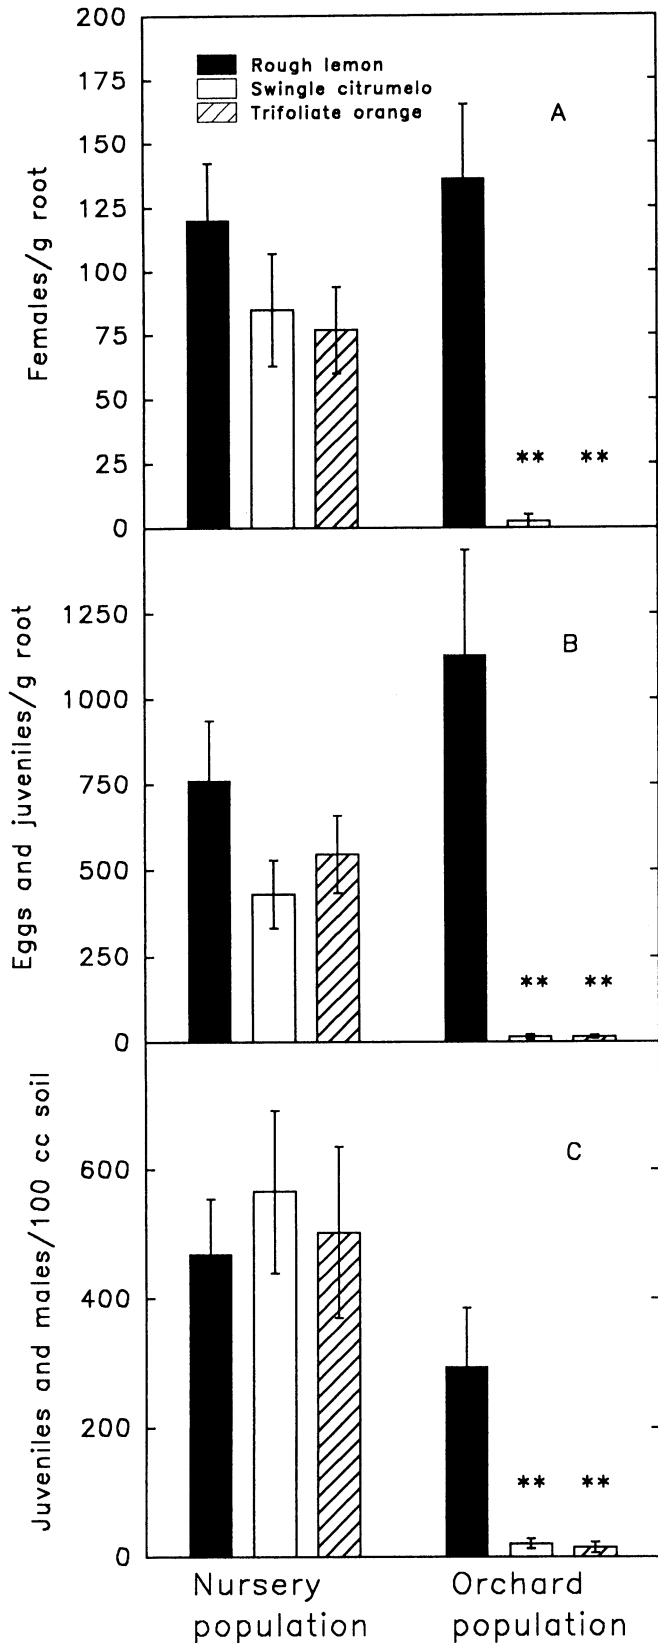 200
175
150
125
100
75
50
25
0
Females/g root
Rough lemon
Swingle citrumelo
Trifoliate orange
A
** **
1250
1000
750
500
250
0
Eggs and juveniles/g root
B
** **
600
400
200
0
Juveniles and males/100 cc soil
C
** **
Nursery population
Orchard population